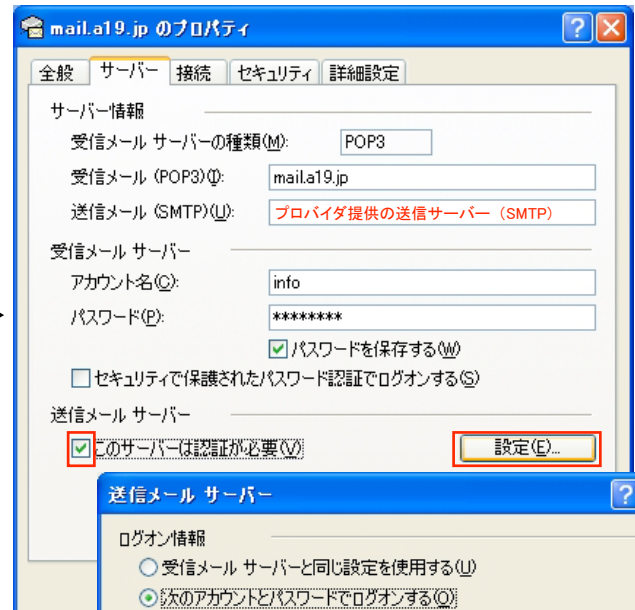 mail.a19.jp のプロパティ
全般 サーバー 接続 セキュリティ 詳細設定
サーバー情報
受信メール サーバーの種類(M): POP3
受信メール (POP3)(I): mail.a19.jp
送信メール (SMTP)(U): プロバイダ提供の送信サーバー（SMTP）
受信メール サーバー
アカウント名(C): info
パスワード(P): ********
パスワードを保存する(W)
セキュリティで保護されたパスワード認証でログオンする(S)
送信メール サーバー
このサーバーは認証が必要(V) 設定(E)...
送信メール サーバー
ログオン情報
受信メール サーバーと同じ設定を使用する(U)
次のアカウントとパスワードでログオンする(O)